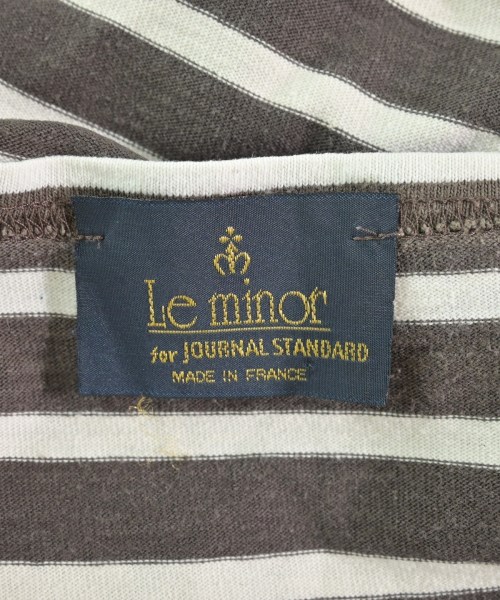 Le minor
for JOURNAL STANDARD
MADE IN FRANCE